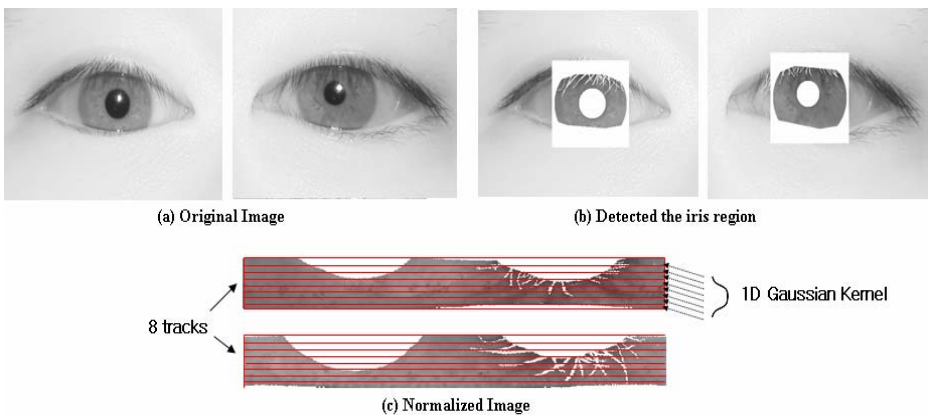 (a) Original Image
(b) Detected the iris region
8 tracks
1D Gaussian Kernel
(c) Normalized Image